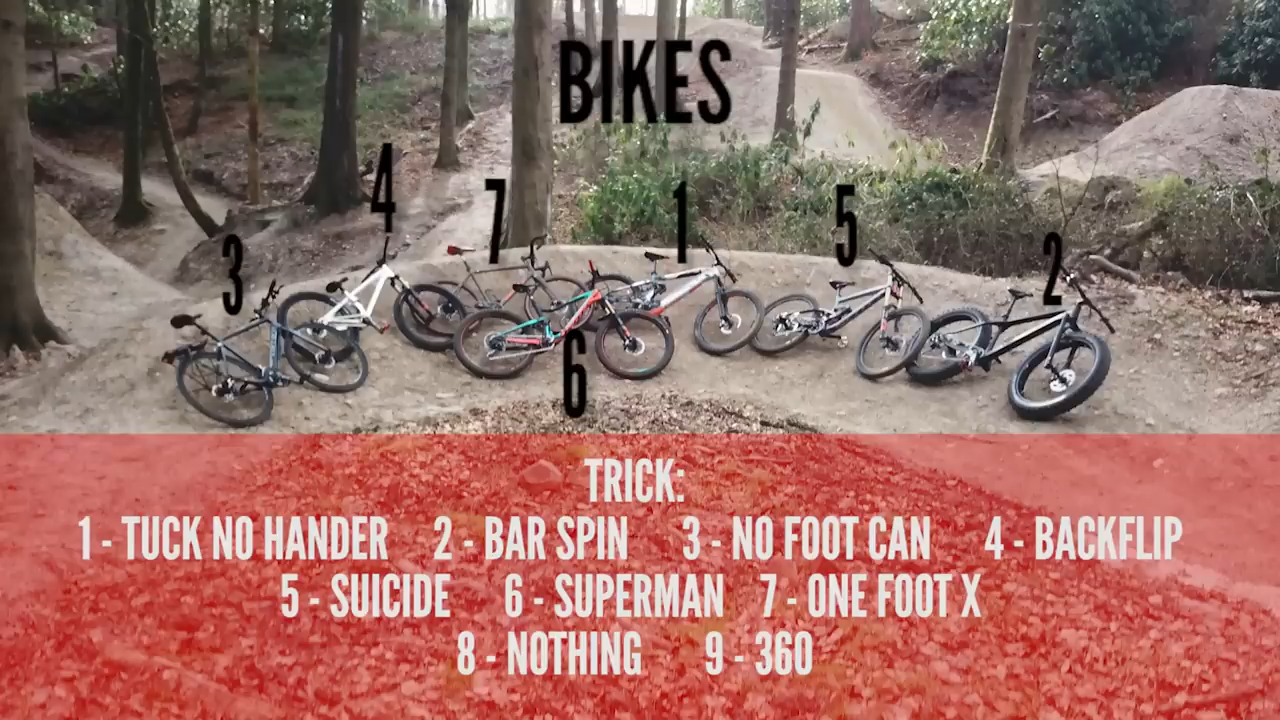 BIKES
3 4 7 1 5 2
6
TRICK:
1 - TUCK NO HANDER 2 - BAR SPIN 3 - NO FOOT CAN 4 - BACKFLIP
5 - SUICIDE 6 - SUPERMAN 7 - ONE FOOT X
8 - NOTHING 9 - 360